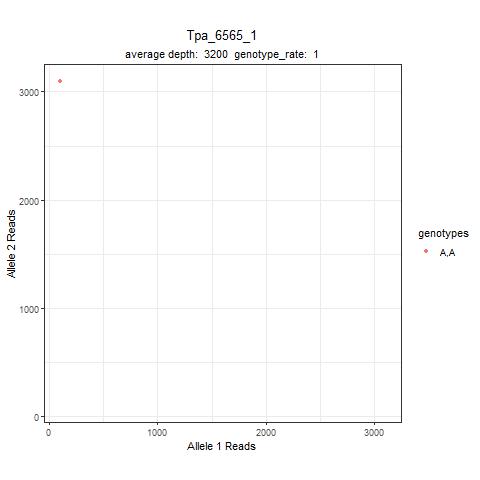 Tpa_6565_1
average depth: 3200 genotype_rate: 1
3000
2000
1000
0
Allele 2 Reads
0 1000 2000 3000
Allele 1 Reads
genotypes
A,A